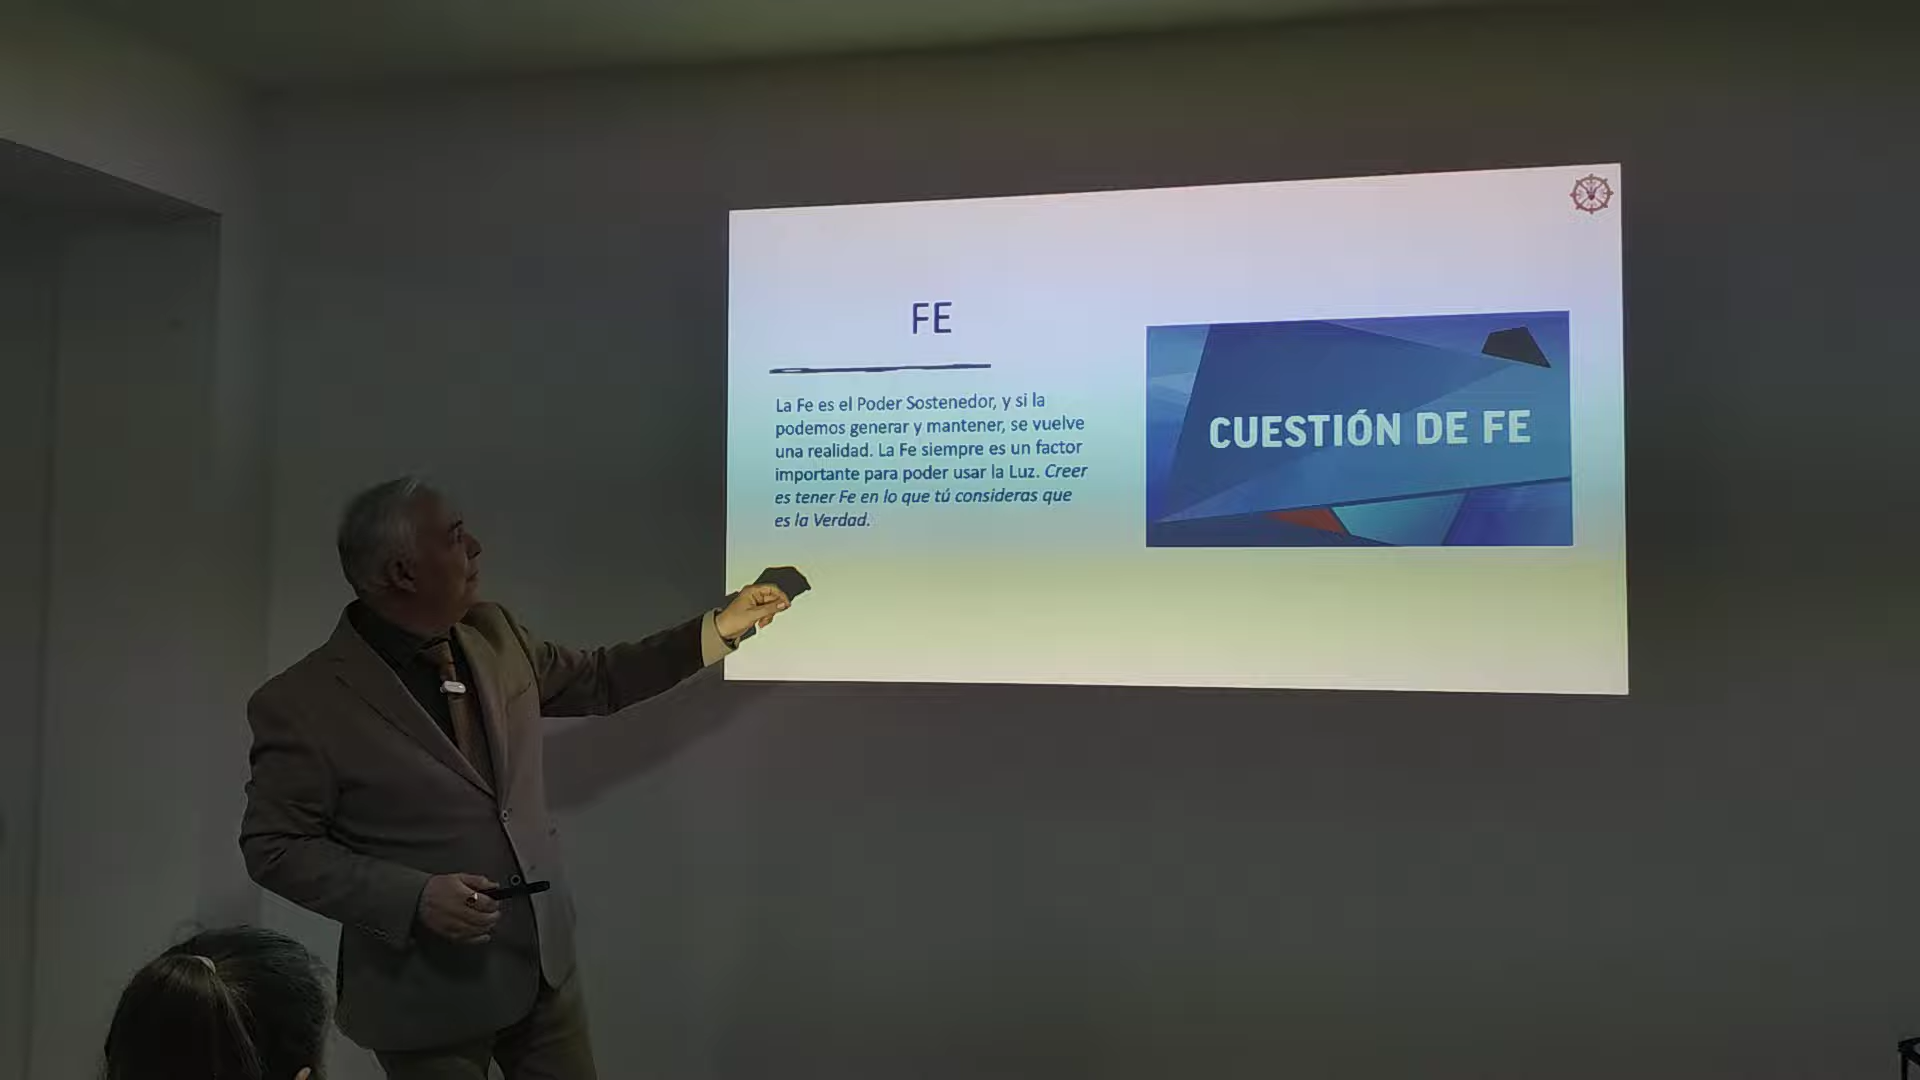 FE
La Fe es el Poder Sostenedor, y si la
podemos generar y mantener, se vuelve
una realidad. La Fe siempre es un factor
importante para poder usar la Luz. Creer
es tener Fe en lo que tú consideras que
es la Verdad.
CUESTIÓN DE FE